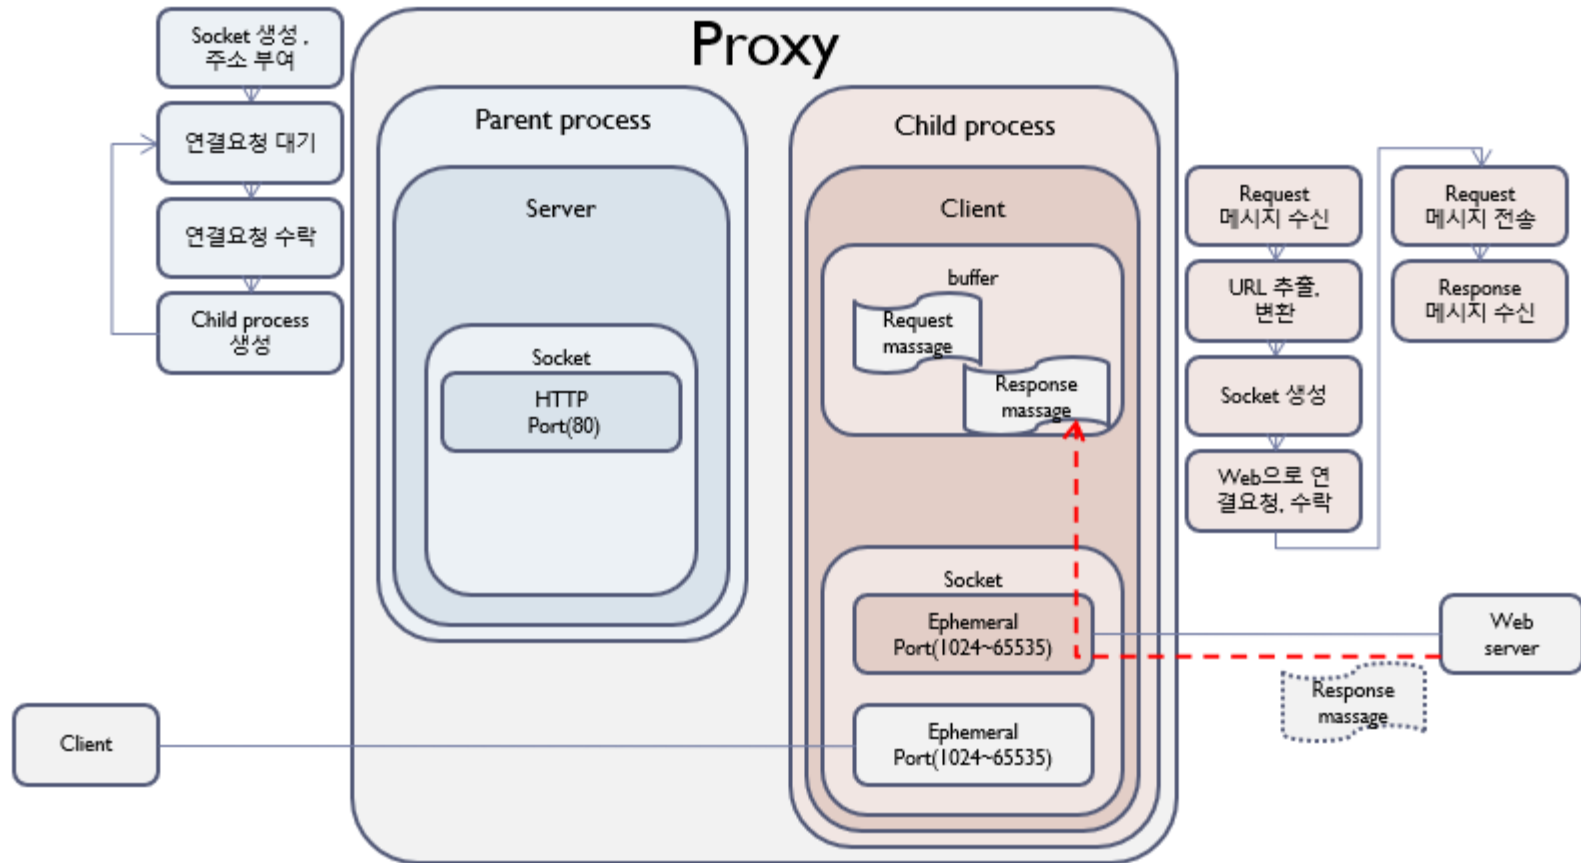 Proxy
Socket 생성 ,
주소 부여
연결요청 대기
연결요청 수락
Child process
생성
Parent process
Server
Socket
HTTP
Port(80)
Child process
Client
buffer
Request
massage
Response
massage
Socket
Ephemeral
Port(1024~65535)
Ephemeral
Port(1024~65535)
Request
메시지 수신
URL 추출,
변환
Socket 생성
Web으로 연
결요청, 수락
Request
메시지 전송
Response
메시지 수신
Web
server
Response
massage
Client